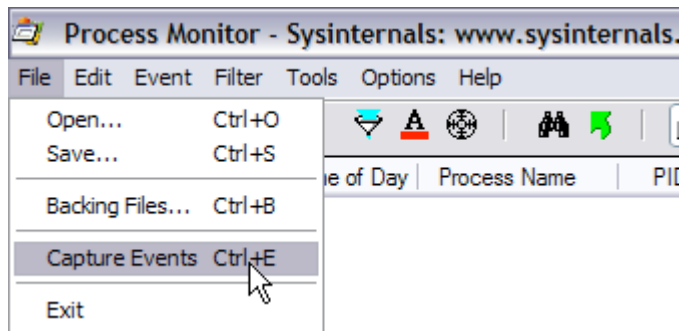 Process Monitor - Sysinternals: www.sysinternals.
File Edit Event Filter Tools Options Help
Open... Ctrl+O
Save... Ctrl+S
e of Day Process Name PID
Backing Files... Ctrl+B
Capture Events Ctrl+E
Exit